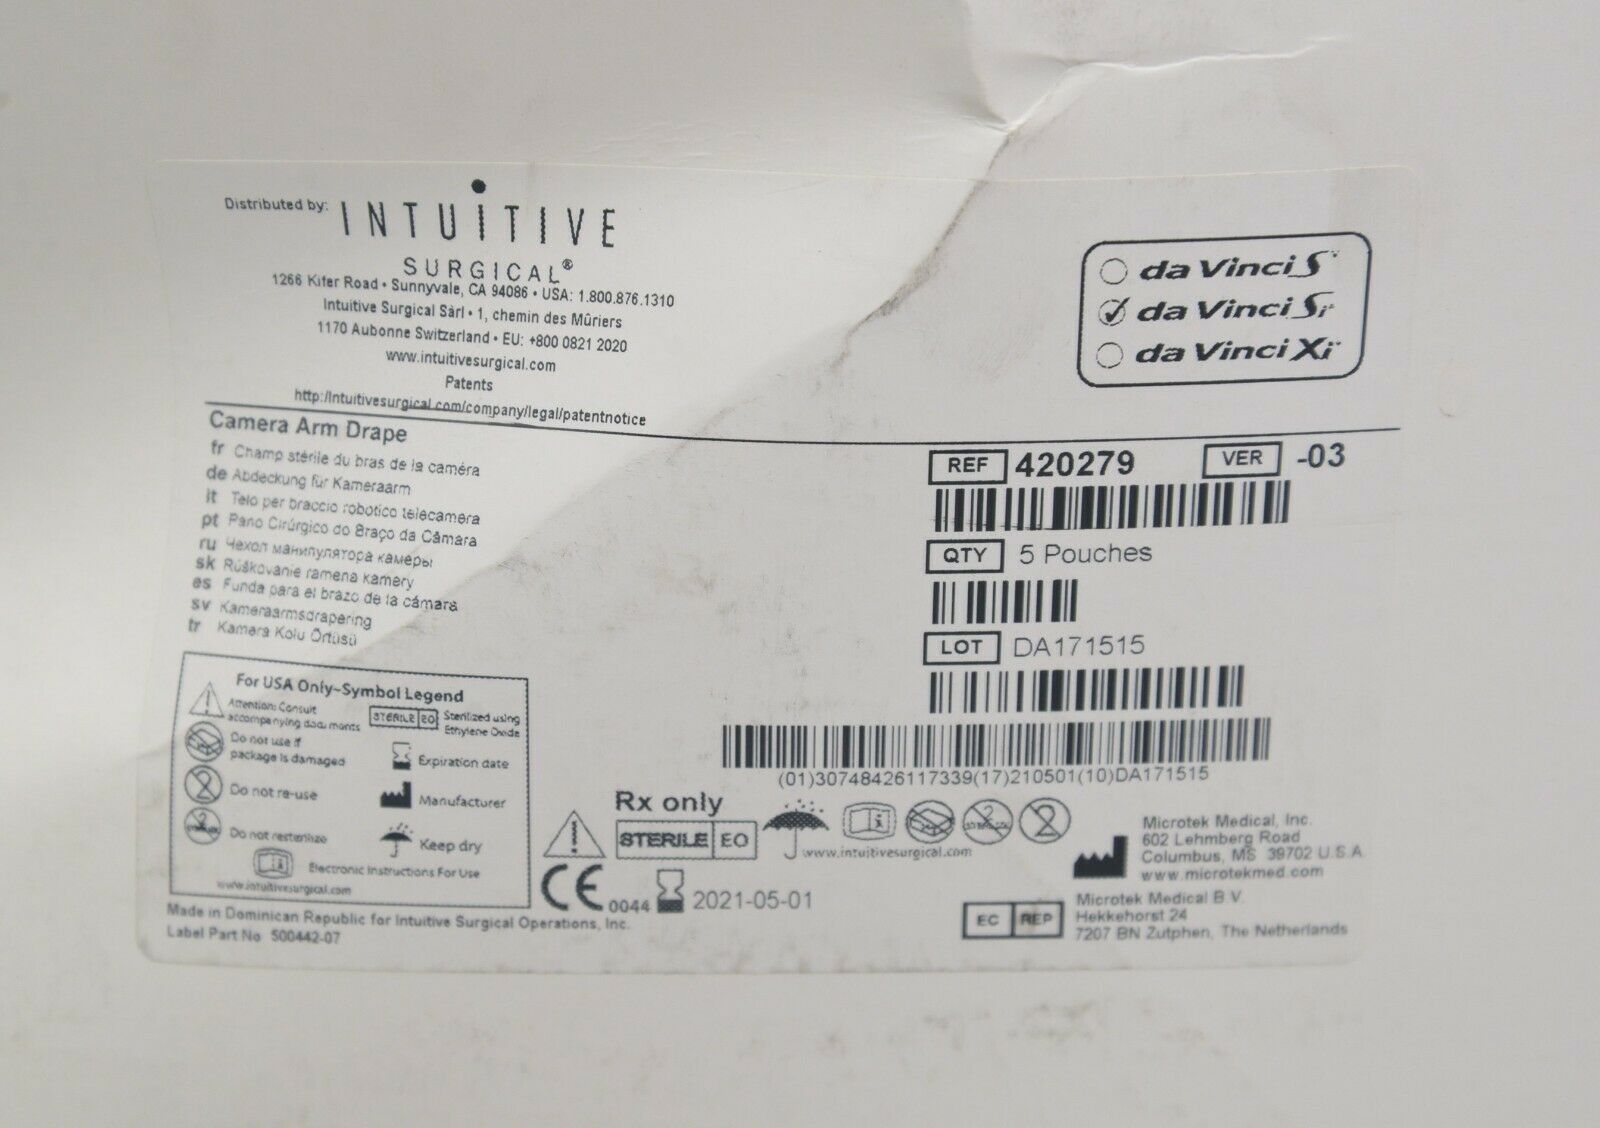 Distributed by: INTUITIVE
SURGICAL®
1266 Kifer Road • Sunnyvale, CA 94086 • USA: 1.800.876.1310
Intuitive Surgical Sàrl • 1, chemin des Mûriers
1170 Aubonne Switzerland • EU: +800 0821 2020
www.intuitivesurgical.com
Patents
http://intuitivesurgical.com/company/legal/patentnotice
da Vinci S™
da Vinci Si™
da Vinci Xi™
Camera Arm Drape
fr Champ stérile du bras de la caméra
de Abdeckung für Kameraarm
it Telo per braccio robotico telecamera
pt Pano Cirúrgico do Braço da Câmara
ru Чехол манипулятора камеры
sk Rúškovanie ramena kamery
es Funda para el brazo de la cámara
sv Kameraarmsdrapering
tr Kamera Kolu Örtüsü
REF 420279 VER -03
QTY 5 Pouches
LOT DA171515
(01)30748426117339(17)210501(10)DA171515
For USA Only~Symbol Legend
Attention: Consult
accompanying documents
STERILE EO Sterilized using
Ethylene Oxide
Do not use if
package is damaged
Expiration date
Do not re-use
Manufacturer
Do not resterilize
Keep dry
Electronic Instructions For Use
www.intuitivesurgical.com
Made in Dominican Republic for Intuitive Surgical Operations, Inc.
Label Part No 500442-07
Rx only
STERILE EO
www.intuitivesurgical.com
CE 0044 2021-05-01
Microtek Medical, Inc.
602 Lehmberg Road
Columbus, MS 39702 U.S.A.
www.microtekmed.com
EC REP
Microtek Medical B.V.
Hekkehorst 24
7207 BN Zutphen, The Netherlands